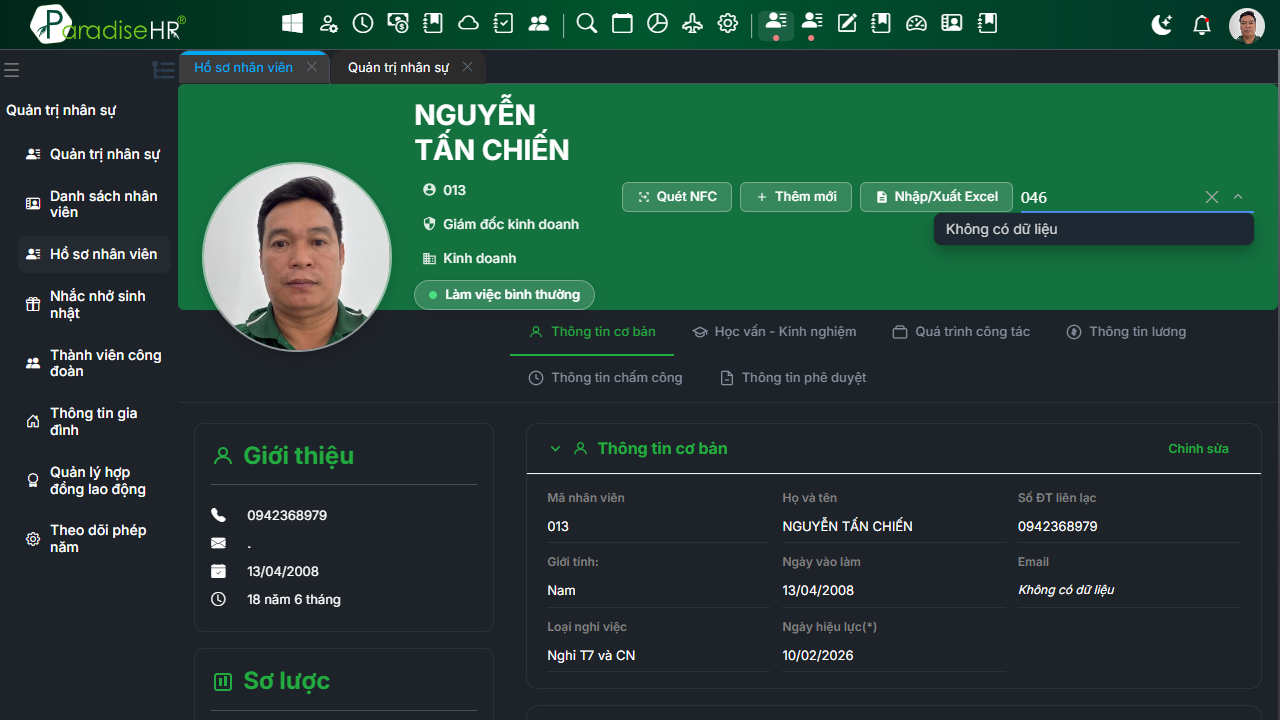 ParadiseHR®
Hồ sơ nhân viên
Quản trị nhân sự
Quản trị nhân sự
Quản trị nhân sự
Danh sách nhân
viên
Hồ sơ nhân viên
Nhắc nhở sinh
nhật
Thành viên công
đoàn
Thông tin gia
đình
Quản lý hợp
đồng lao động
Theo dõi phép
năm
NGUYỄN
TẤN CHIẾN
013
Giám đốc kinh doanh
Kinh doanh
Làm việc bình thường
Quét NFC
Thêm mới
Nhập/Xuất Excel
046
Không có dữ liệu
Thông tin cơ bản
Học vấn - Kinh nghiệm
Quá trình công tác
Thông tin lương
Thông tin chấm công
Thông tin phê duyệt
Giới thiệu
0942368979
.
13/04/2008
18 năm 6 tháng
Sơ lược
Thông tin cơ bản
Chỉnh sửa
Mã nhân viên
Họ và tên
Số ĐT liên lạc
013
NGUYỄN TẤN CHIẾN
0942368979
Giới tính:
Ngày vào làm
Email
Nam
13/04/2008
Không có dữ liệu
Loại nghỉ việc
Ngày hiệu lực(*)
Nghỉ T7 và CN
10/02/2026